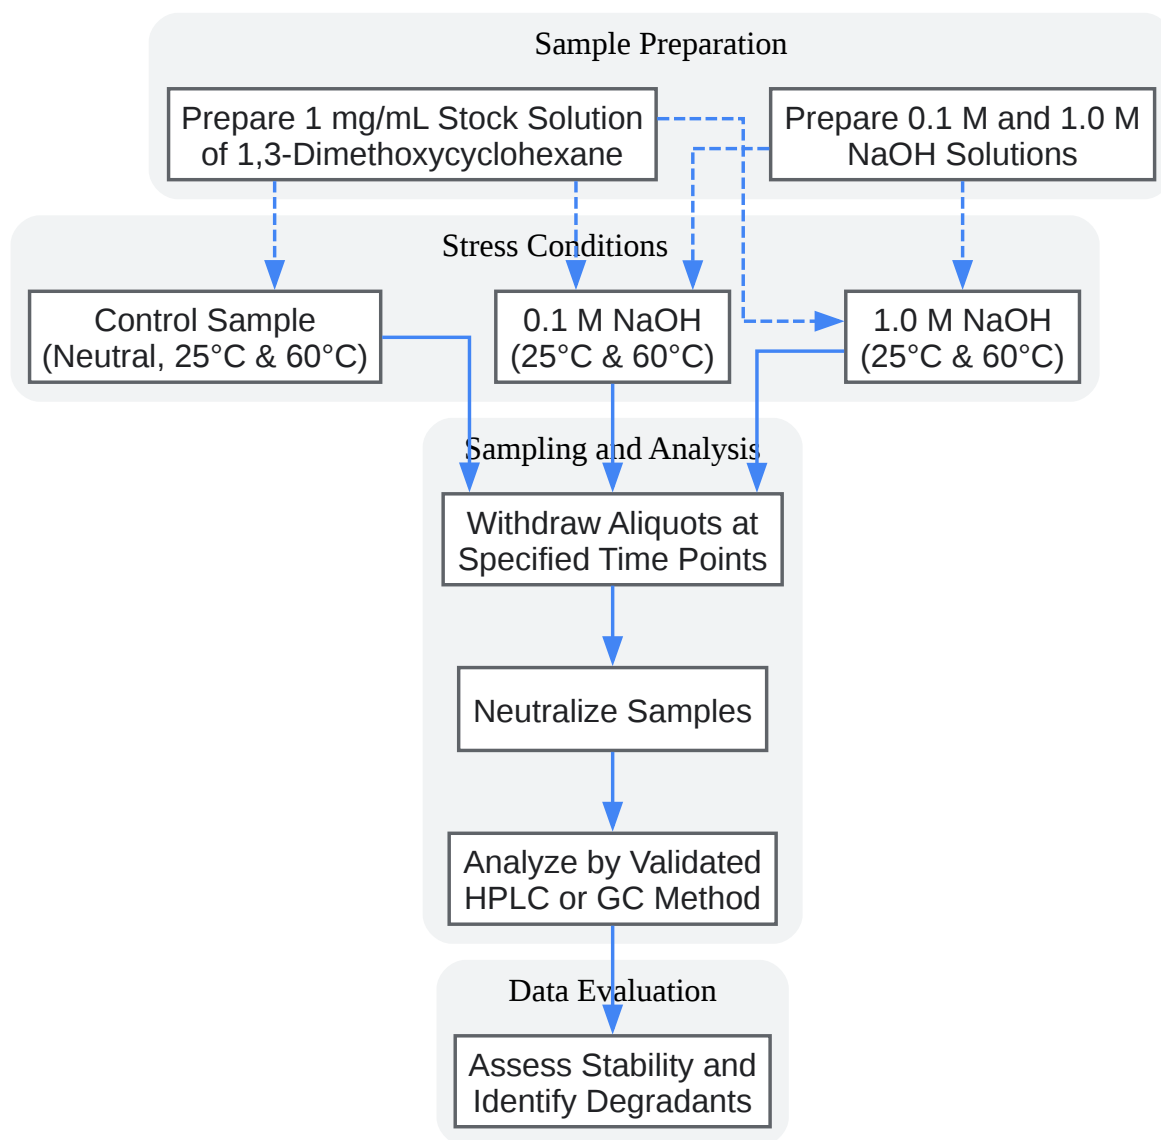 Sample Preparation
Prepare 1 mg/mL Stock Solution
of 1,3-Dimethoxycyclohexane
Prepare 0.1 M and 1.0 M
NaOH Solutions
Stress Conditions
Control Sample
(Neutral, 25°C & 60°C)
0.1 M NaOH
(25°C & 60°C)
1.0 M NaOH
(25°C & 60°C)
Sampling and Analysis
Withdraw Aliquots at
Specified Time Points
Neutralize Samples
Analyze by Validated
HPLC or GC Method
Data Evaluation
Assess Stability and
Identify Degradants